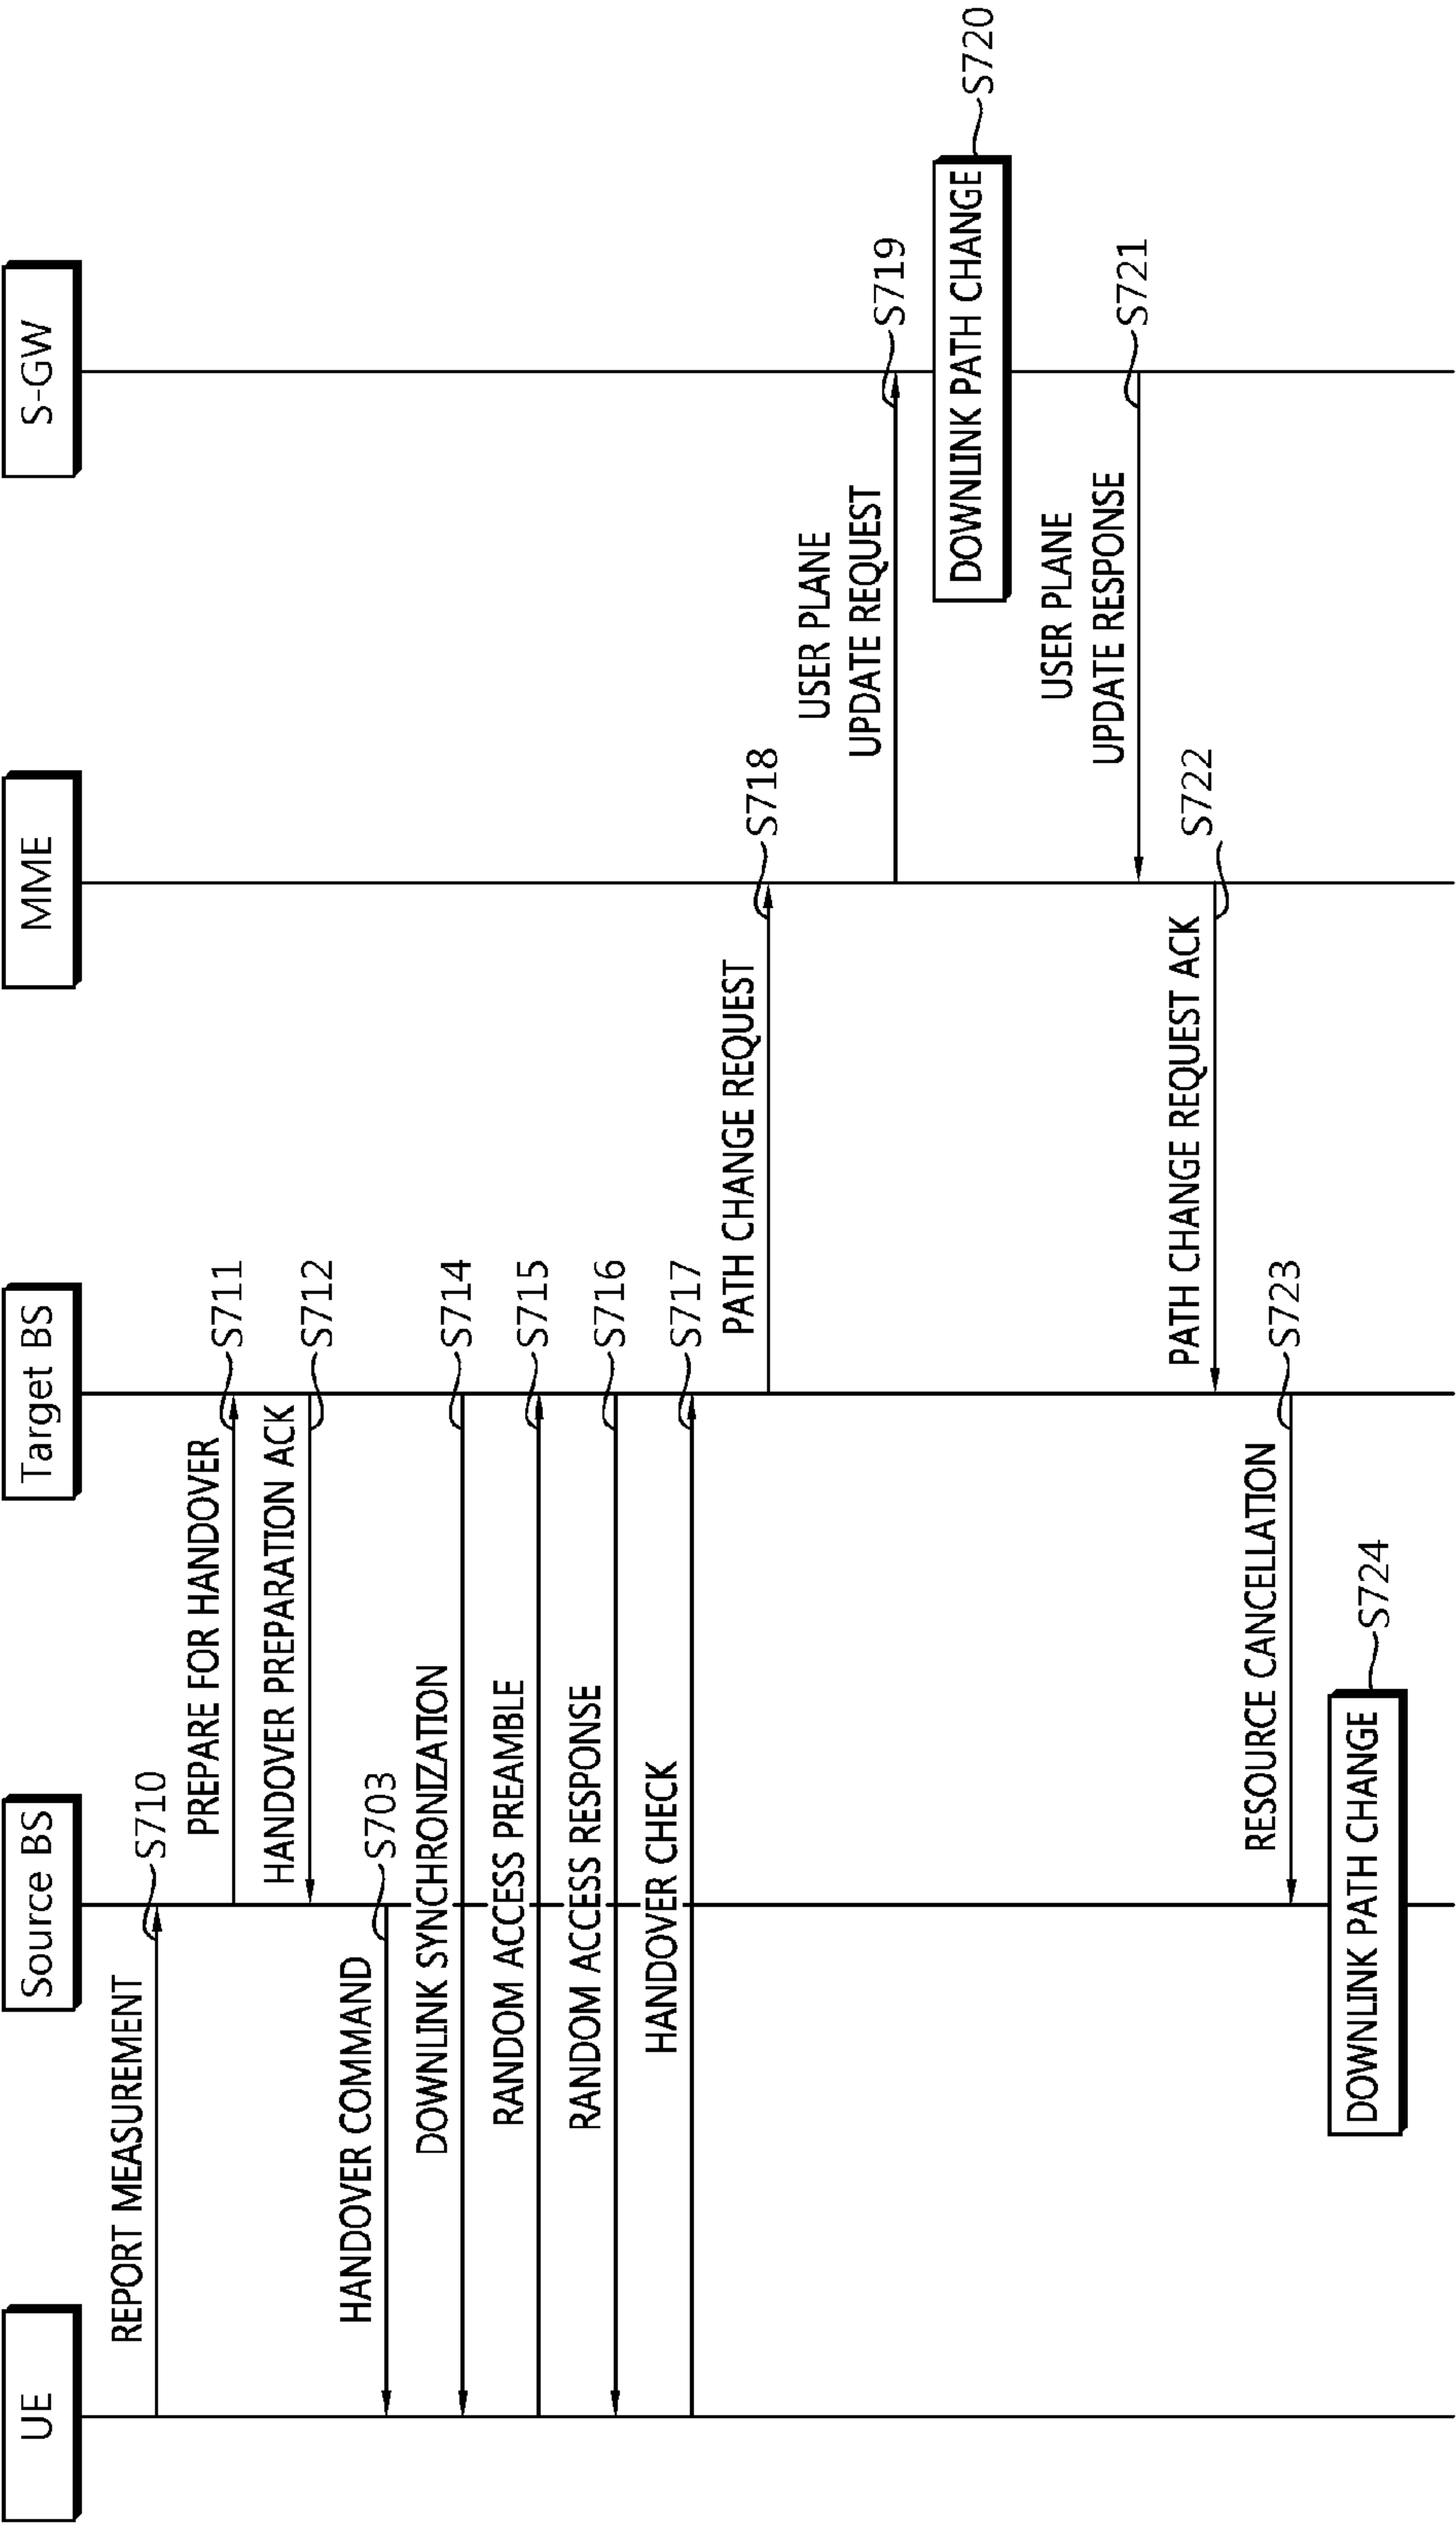 UE
Source BS
Target BS
MME
S-GW
REPORT MEASUREMENT
S710
PREPARE FOR HANDOVER
S711
HANDOVER PREPARATION ACK
S712
HANDOVER COMMAND
S703
DOWNLINK SYNCHRONIZATION
S714
RANDOM ACCESS PREAMBLE
S715
RANDOM ACCESS RESPONSE
S716
HANDOVER CHECK
S717
PATH CHANGE REQUEST
S718
USER PLANE
UPDATE REQUEST
S719
DOWNLINK PATH CHANGE
S720
USER PLANE
UPDATE RESPONSE
S721
PATH CHANGE REQUEST ACK
S722
RESOURCE CANCELLATION
S723
DOWNLINK PATH CHANGE
S724